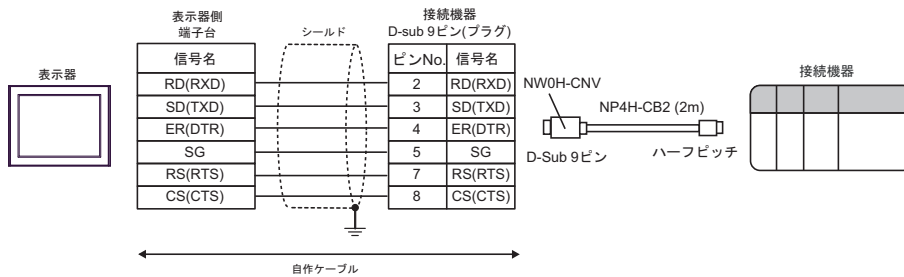 表示器
表示器側
端子台
シールド
接続機器
D-sub 9ピン(プラグ)
信号名
ピンNo. 信号名
RD(RXD) 2 RD(RXD)
SD(TXD) 3 SD(TXD)
ER(DTR) 4 ER(DTR)
SG 5 SG
RS(RTS) 7 RS(RTS)
CS(CTS) 8 CS(CTS)
自作ケーブル
NW0H-CNV
NP4H-CB2 (2m)
D-Sub 9ピン
ハーフピッチ
接続機器